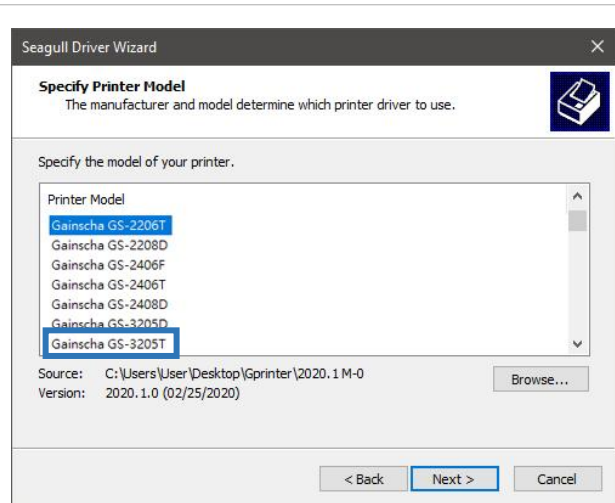 Seagull Driver Wizard
Specify Printer Model
The manufacturer and model determine which printer driver to use.
Specify the model of your printer.
Printer Model
Gainscha GS-2206T
Gainscha GS-2208D
Gainscha GS-2406F
Gainscha GS-2406T
Gainscha GS-2408D
Gainscha GS-3205D
Gainscha GS-3205T
Source: C:\Users\User\Desktop\Gprinter\2020.1 M-0
Browse...
Version: 2020.1.0 (02/25/2020)
< Back Next > Cancel